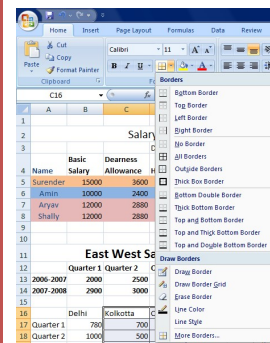 Home Insert Page Layout Formulas Data Review
Cut
Copy
Paste
Format Painter
Clipboard
Calibri 11 A A
B I U A
C16 fx
Borders
Bottom Border
Top Border
Left Border
Right Border
No Border
All Borders
Outside Borders
Thick Box Border
Bottom Double Border
Thick Bottom Border
Top and Bottom Border
Top and Thick Bottom Border
Top and Double Bottom Border
Draw Borders
Draw Border
Draw Border Grid
Erase Border
Line Color
Line Style
More Borders...
A B C
1
2 Salary
3
Basic Dearness
4 Name Salary Allowance
5 Surender 15000 3600
6 Amin 10000 2400
7 Aryav 12000 2880
8 Shally 12000 2880
9
10
11 East West Sa
12 Quarter 1 Quarter 2
13 2006-2007 2000 2500
14 2007-2008 2900 3000
15
16 Delhi Kolkotta
17 Quarter 1 780 700
18 Quarter 2 1000 500